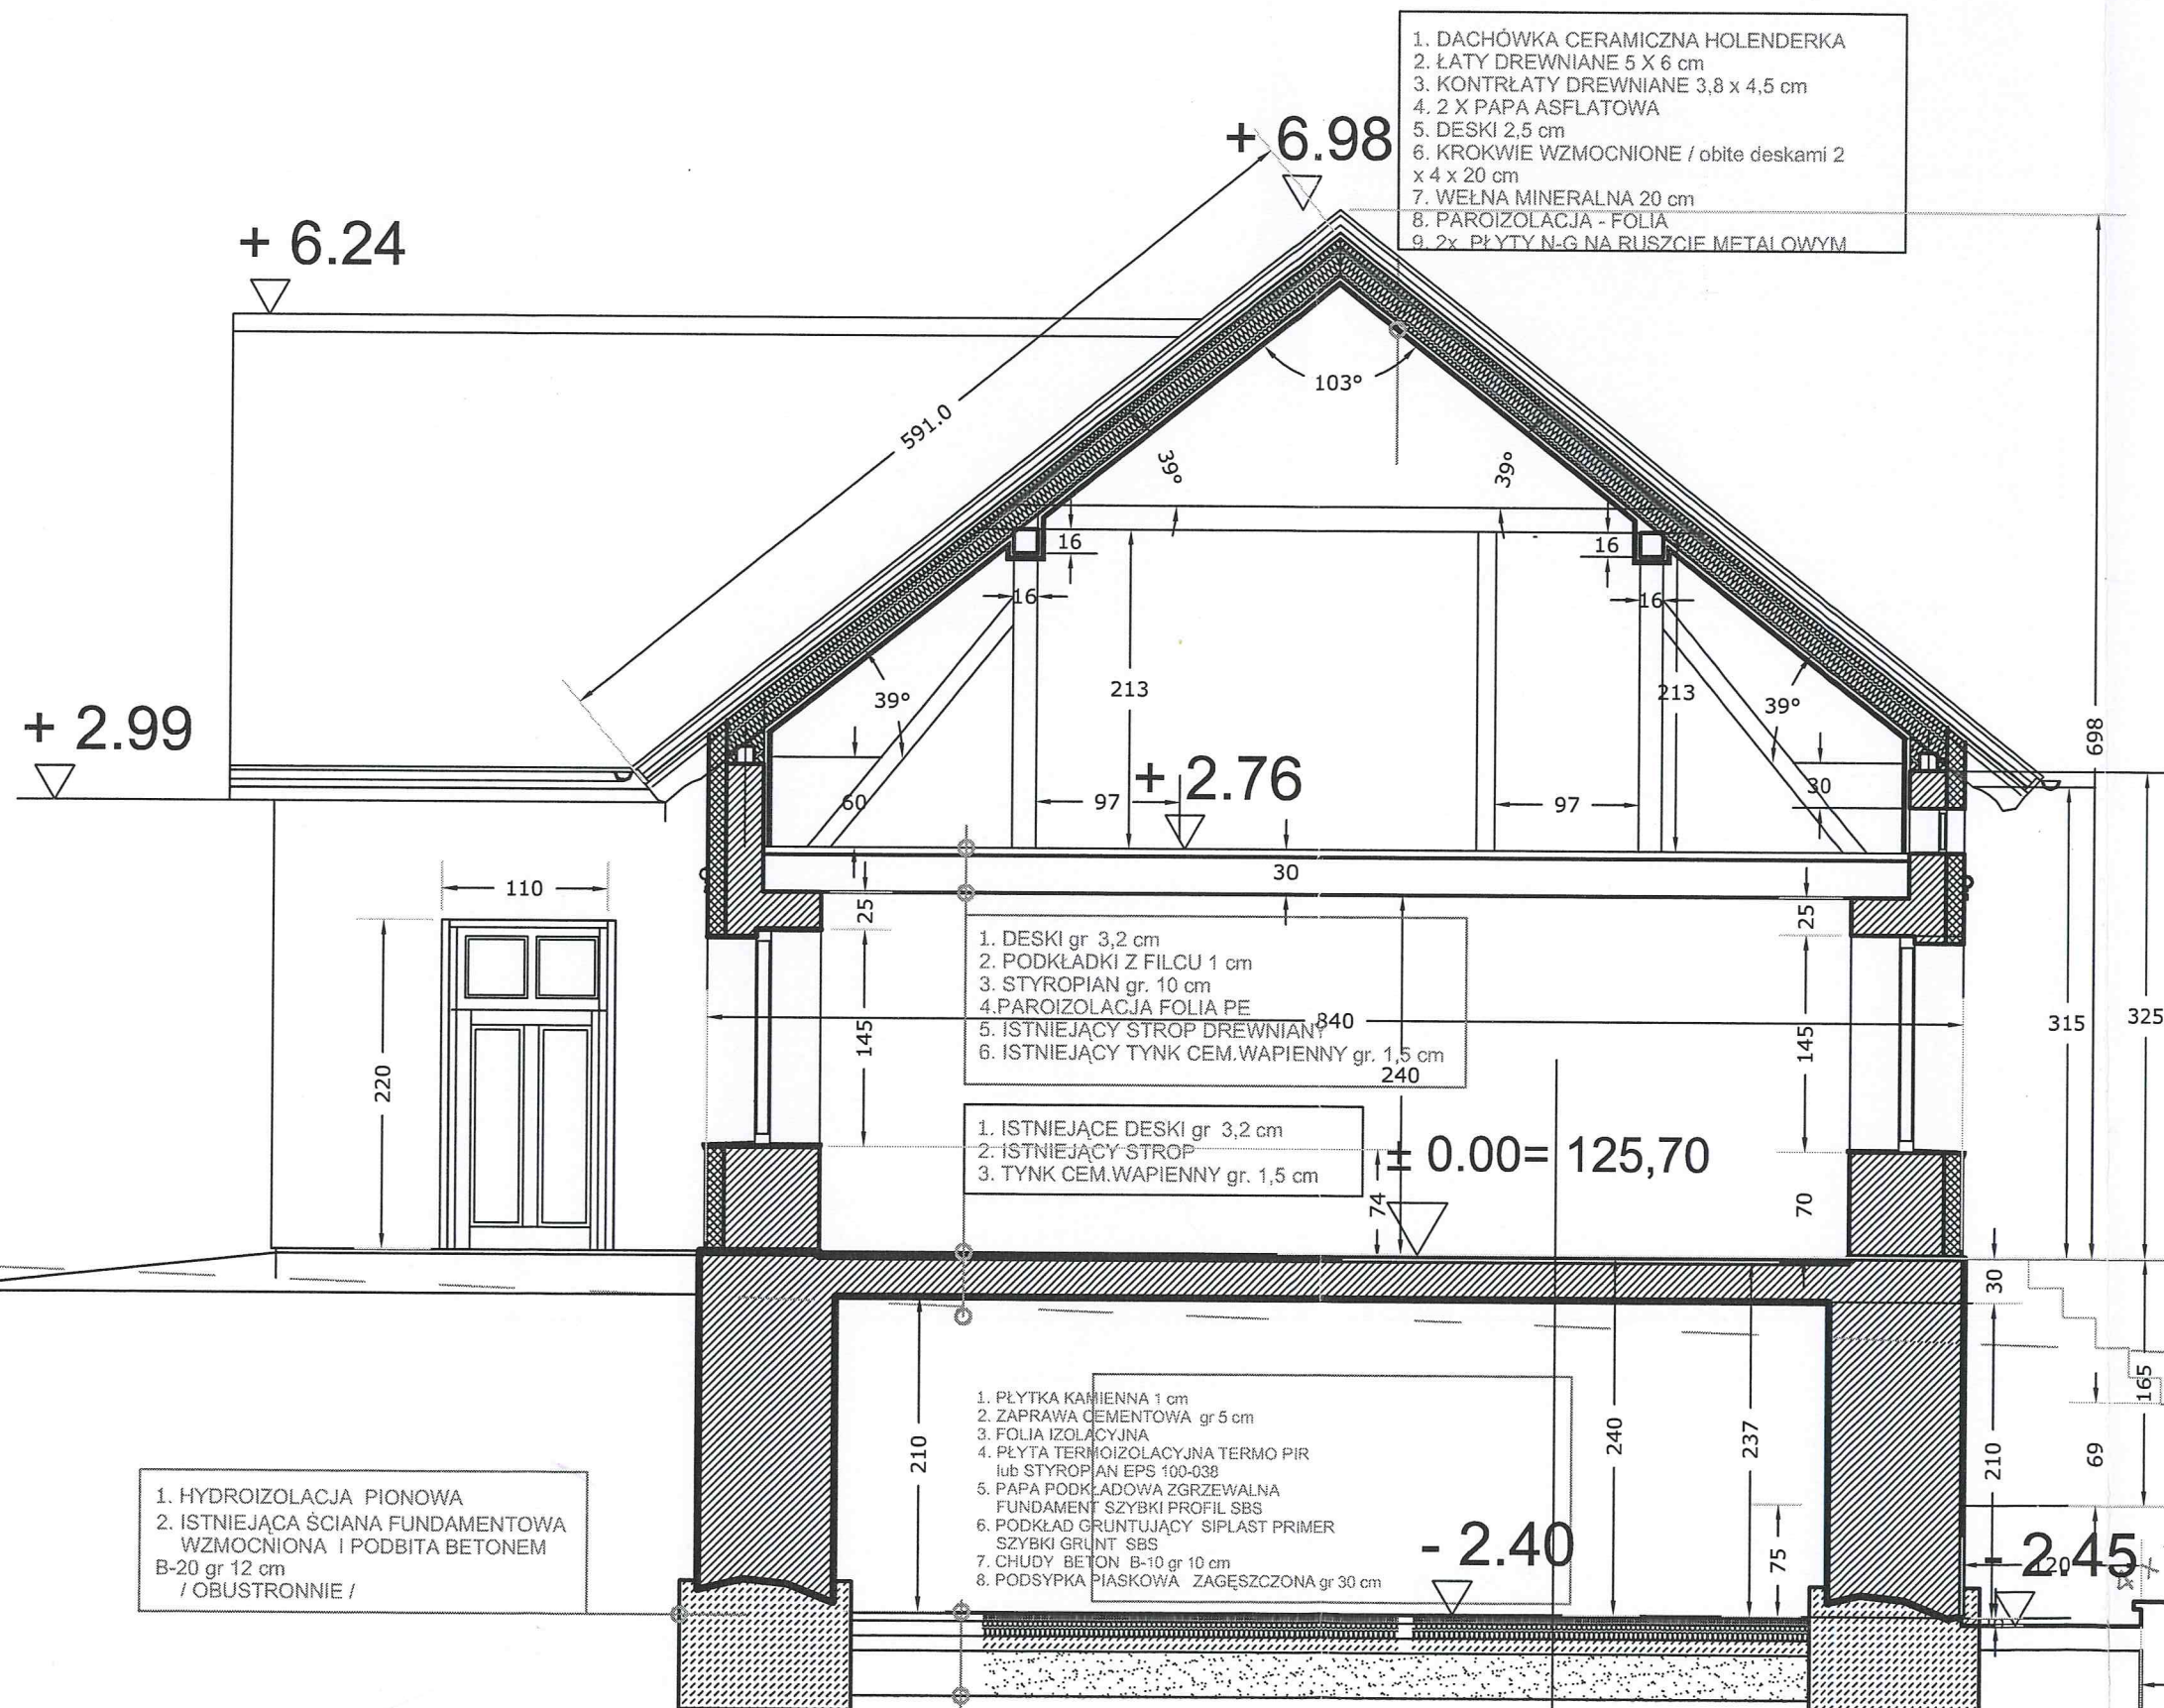 1. DACHÓWKA CERAMICZNA HOLENDERKA
2. ŁATY DREWNIANE 5 X 6 cm
3. KONTRŁATY DREWNIANE 3,8 x 4,5 cm
4. 2 X PAPA ASFLATOWA
5. DESKI 2,5 cm
6. KROKWIE WZMOCNIONE / obite deskami 2
x 4 x 20 cm
7. WEŁNA MINERALNA 20 cm
8. PAROIZOLACJA - FOLIA
9. 2x PŁYTY N-G NA RUSZCIE METALOWYM
+ 6.98
+ 6.24
103°
591.0
39°
39°
16
16
16
16
213
213
39°
39°
+ 2.99
698
+ 2.76
60
97
97
30
30
110
25
25
1. DESKI gr 3,2 cm
2. PODKŁADKI Z FILCU 1 cm
3. STYROPIAN gr. 10 cm
4.PAROIZOLACJA FOLIA PE
5. ISTNIEJĄCY STROP DREWNIANY
6. ISTNIEJĄCY TYNK CEM.WAPIENNY gr. 1,5 cm
840
145
145
315
325
240
220
1. ISTNIEJĄCE DESKI gr 3,2 cm
2. ISTNIEJĄCY STROP
3. TYNK CEM.WAPIENNY gr. 1,5 cm
± 0.00= 125,70
74
70
30
165
1. PŁYTKA KAMIENNA 1 cm
2. ZAPRAWA CEMENTOWA gr 5 cm
3. FOLIA IZOLACYJNA
4. PŁYTA TERMOIZOLACYJNA TERMO PIR
lub STYROPIAN EPS 100-038
5. PAPA PODKŁADOWA ZGRZEWALNA
FUNDAMENT SZYBKI PROFIL SBS
6. PODKŁAD GRUNTUJĄCY SIPLAST PRIMER
SZYBKI GRUNT SBS
7. CHUDY BETON B-10 gr 10 cm
8. PODSYPKA PIASKOWA ZAGĘSZCZONA gr 30 cm
210
240
237
210
69
75
- 2.40
- 2.45
120
1. HYDROIZOLACJA PIONOWA
2. ISTNIEJĄCA ŚCIANA FUNDAMENTOWA
WZMOCNIONA I PODBITA BETONEM
B-20 gr 12 cm
/ OBUSTRONNIE /